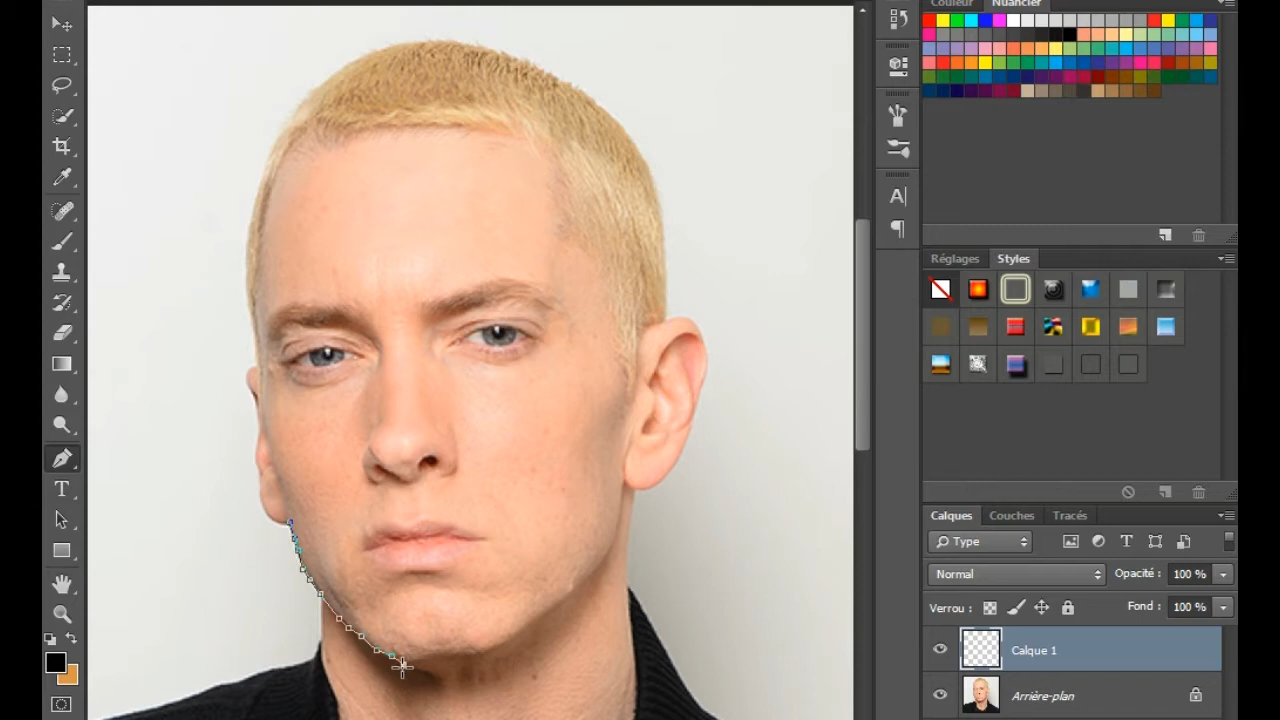 Couleur Nuancier
Réglages Styles
Calques Couches Tracés
Type
Normal Opacité : 100 %
Verrou : Fond : 100 %
Calque 1
Arrière-plan